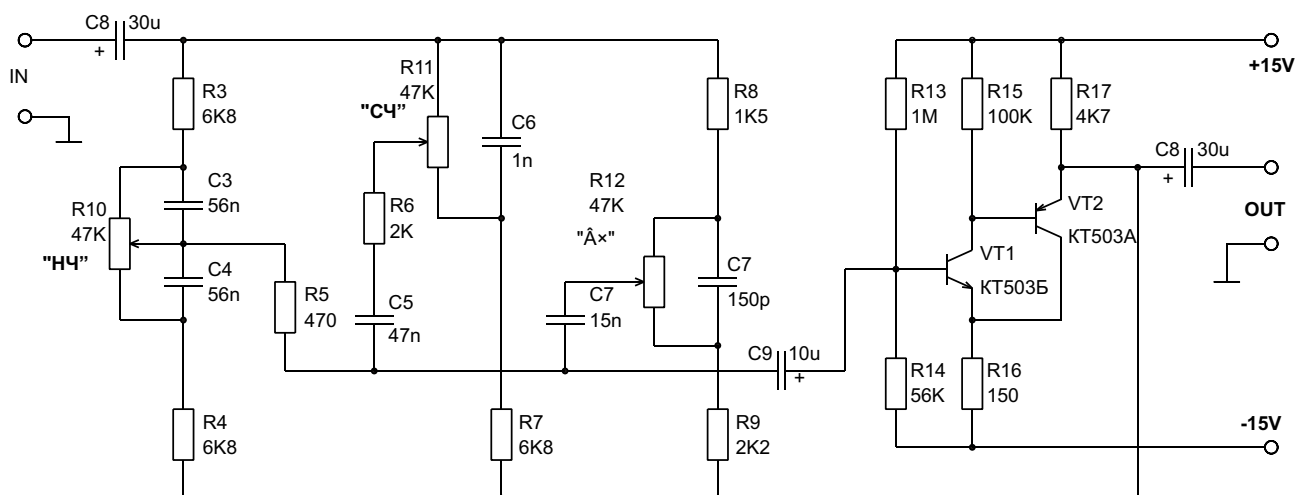 C8
30u
+
IN
R3
6K8
R10
47K
"НЧ”
C3
56n
C4
56n
R5
470
R4
6K8
R11
47K
"СЧ”
R6
2K
C5
47n
C6
1n
R7
6K8
R8
1K5
R12
47K
"Â×"
C7
15n
C7
150p
R9
2K2
C9
10u
+
R13
1M
R15
100K
R17
4K7
+15V
C8
30u
+
OUT
VT2
КТ503А
VT1
КТ503Б
R14
56K
R16
150
-15V